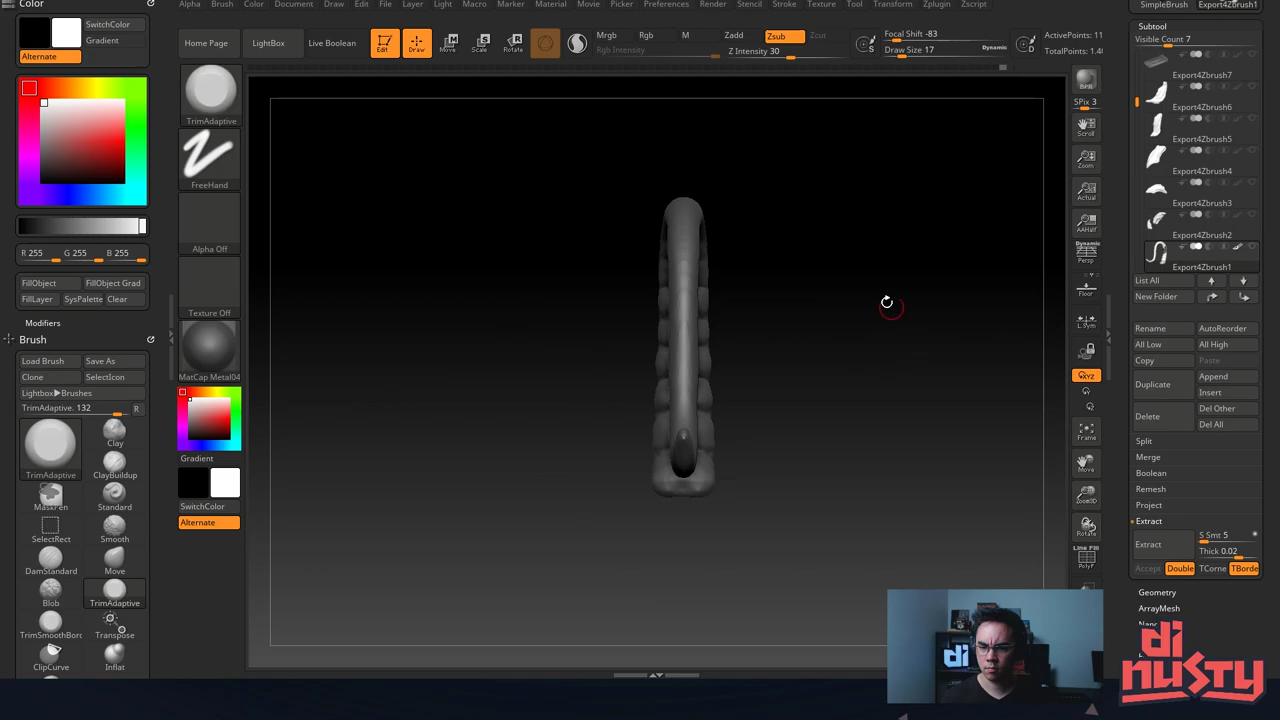 Color
Alpha Brush Color Document Draw Edit File Layer Light Macro Marker Material Movie Picker Preferences Render Stencil Stroke Texture Tool Transform Zplugin Zscript
SimpleBrush Export4Zbrush1
SwitchColor
Gradient
Alternate
Home Page
LightBox
Live Boolean
Edit
Draw
Move
Scale
Rotate
Mrgb Rgb M
Rgb Intensity
Zadd Zsub Zcut
Z Intensity 30
Focal Shift -83
Draw Size 17
Dynamic
ActivePoints: 11
TotalPoints: 1.4
Subtool
Visible Count 7
Export4Zbrush7
Export4Zbrush6
Export4Zbrush5
Export4Zbrush4
Export4Zbrush3
Export4Zbrush2
Export4Zbrush1
TrimAdaptive
FreeHand
Alpha Off
Texture Off
MatCap Metal04
Gradient
SwitchColor
Alternate
R 255 G 255 B 255
FillObject FillObject Grad
FillLayer SysPalette Clear
Modifiers
Brush
Load Brush Save As
Clone SelectIcon
Lightbox▶Brushes
TrimAdaptive. 132 R
TrimAdaptive
Clay
ClayBuildup
MaskPen Standard
SelectRect Smooth
DamStandard Move
Blob TrimAdaptive
TrimSmoothBorc Transpose
ClipCurve Inflat
BPR
SPix 3
Scroll
Zoom
Actual
AAHalf
Dynamic
Persp
Floor
L.Sym
XYZ
Frame
Move
Zoom3D
Rotate
Line Fill
PolyF
List All
New Folder
Rename AutoReorder
All Low All High
Copy Paste
Duplicate Append
Insert
Delete Del Other
Del All
Split
Merge
Boolean
Remesh
Project
Extract
Extract S Smt 5
Thick 0.02
Accept Double TCorne TBorde
Geometry
ArrayMesh
di
di
nusty